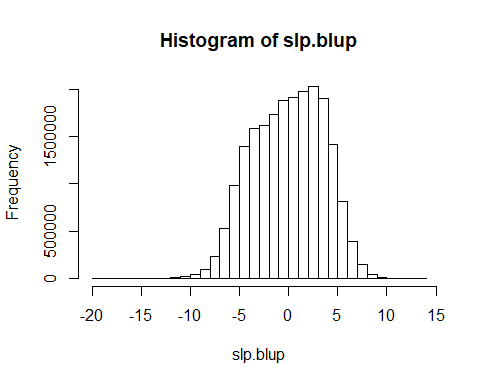 Histogram of slp.blup
Frequency
1500000
500000
0
-20 -15 -10 -5 0 5 10 15
slp.blup